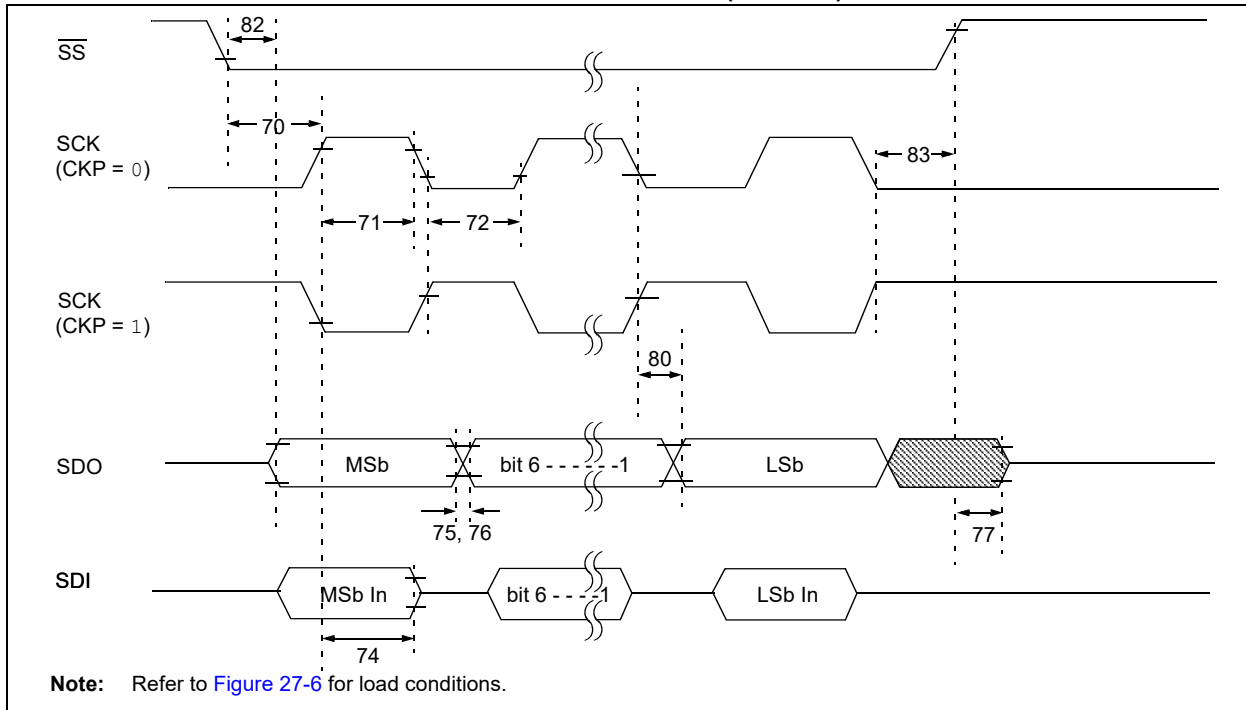 82
SS
70
SCK
(CKP = 0)
83
71
72
SCK
(CKP = 1)
80
SDO
MSb
bit 6 - - - - - -1
LSb
75, 76
77
SDI
MSb In
bit 6 - - - -1
LSb In
74
Note: Refer to Figure 27-6 for load conditions.